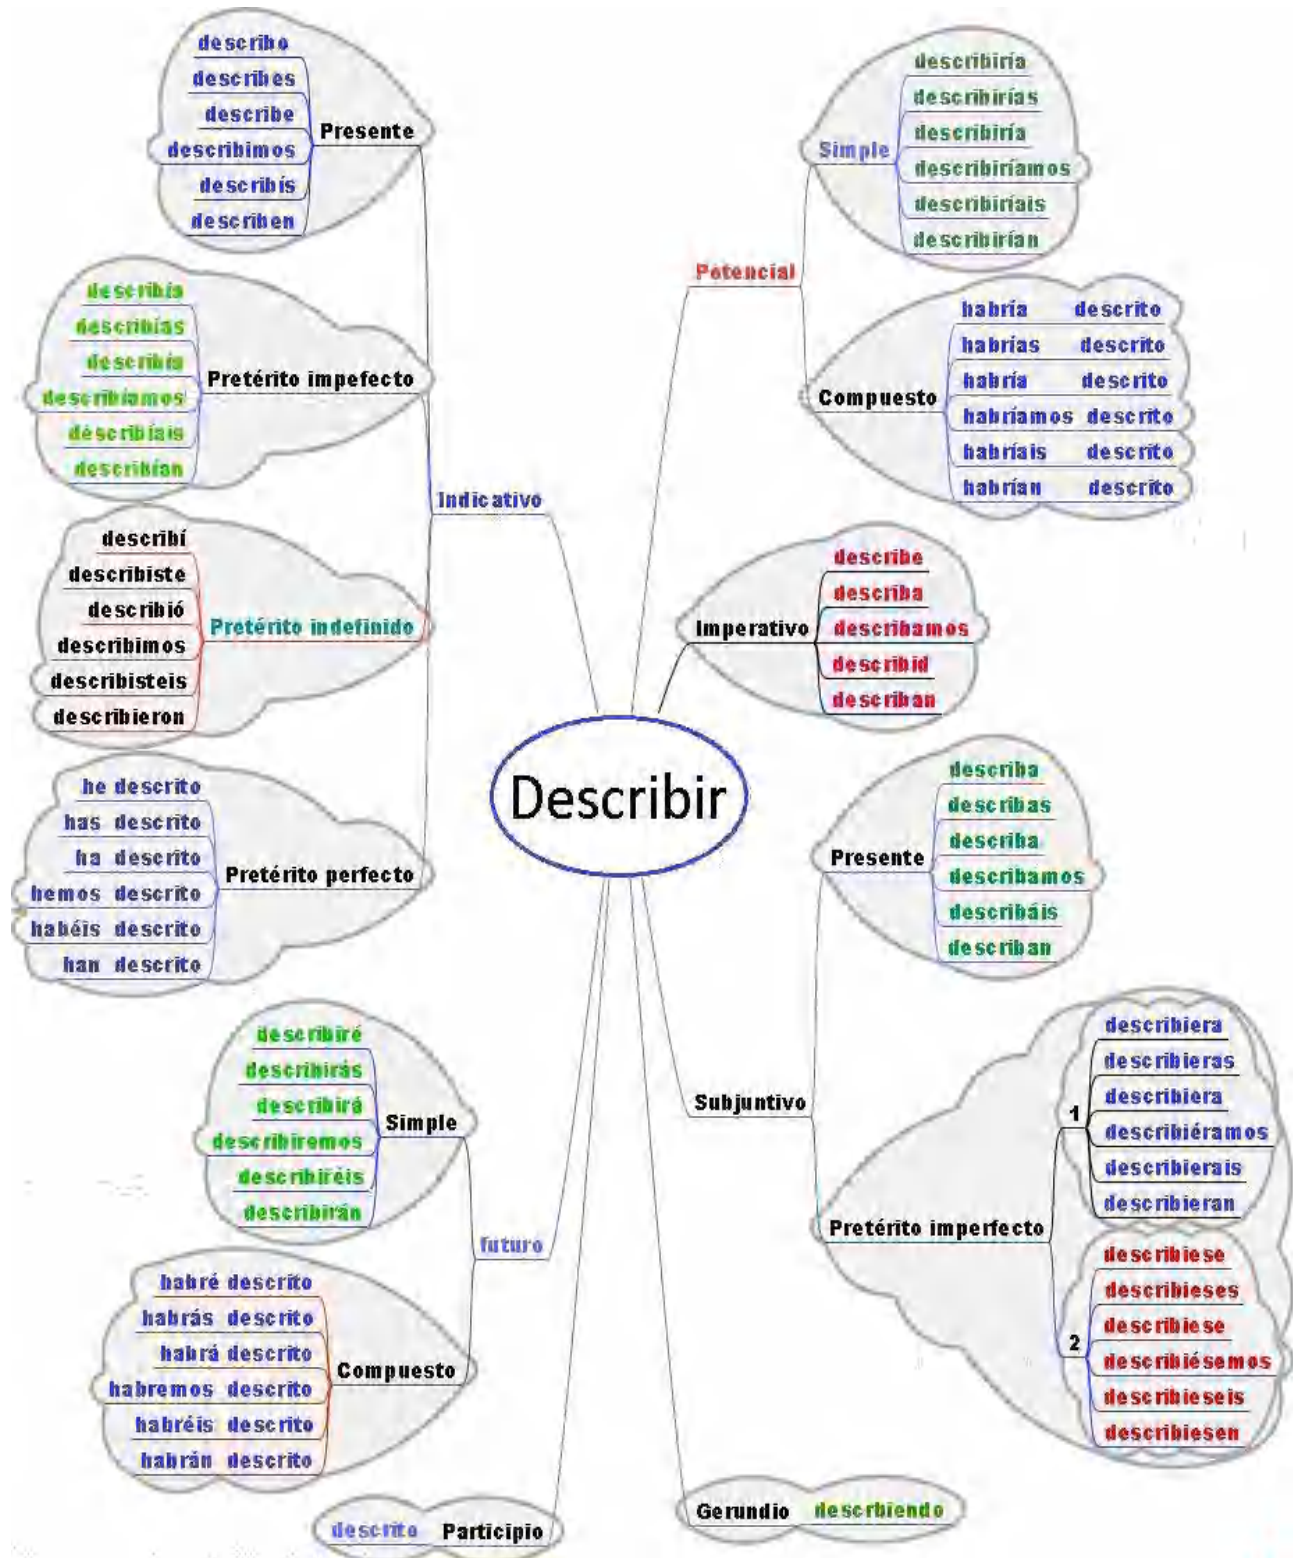 describo
describes
describe
describimos
describís
describen
Presente
describía
describías
describía
describíamos
describíais
describían
Pretérito impefecto
Indicativo
describí
describiste
describió
describimos
describisteis
describieron
Pretérito indefinido
he descrito
has descrito
ha descrito
hemos descrito
habéis descrito
han descrito
Pretérito perfecto
describiré
describirás
describirá
describiremos
describiréis
describirán
Simple
futuro
habré descrito
habrás descrito
habrá descrito
habremos descrito
habréis descrito
habrán descrito
Compuesto
descrito Participio
Describir
Potencial
Simple
describiría
describirías
describiría
describiríamos
describiríais
describirían
Compuesto
habría descrito
habrías descrito
habría descrito
habríamos descrito
habríais descrito
habrían descrito
Imperativo
describe
describa
describamos
describid
describan
Subjuntivo
Presente
describa
describas
describa
describamos
describáis
describan
Pretérito imperfecto
1
describiera
describieras
describiera
describiéramos
describierais
describieran
2
describiese
describieses
describiese
describiésemos
describieseis
describiesen
Gerundio descrbiendo